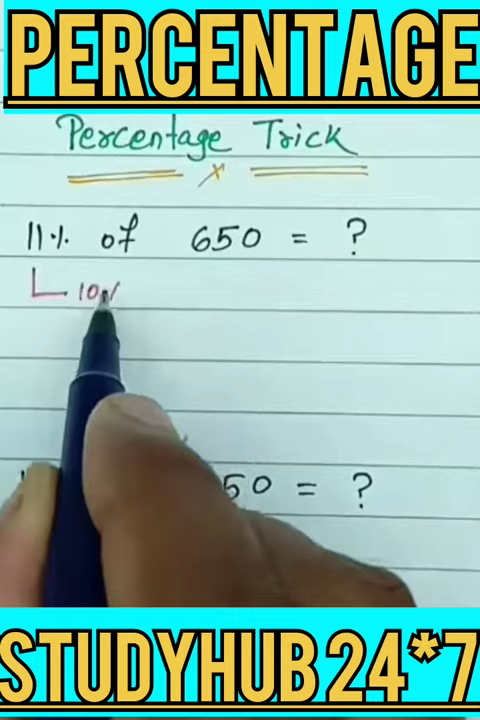 PERCENTAGE
Percentage Trick
11% of 650 = ?
10%
50 = ?
STUDYHUB 24*7